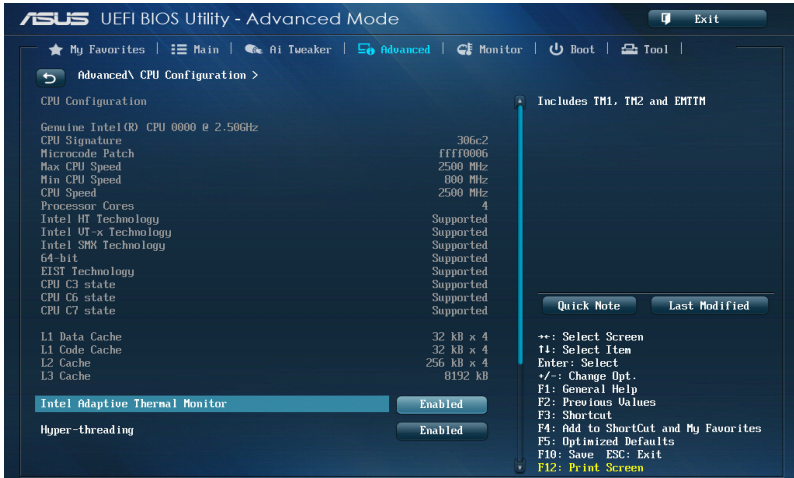 ASUS UEFI BIOS Utility - Advanced Mode
Exit
My Favorites | Main | Ai Tweaker | Advanced | Monitor | Boot | Tool |
Advanced\ CPU Configuration >
CPU Configuration
Genuine Intel(R) CPU 0000 @ 2.50GHz
CPU Signature 306c2
Microcode Patch ffff0006
Max CPU Speed 2500 MHz
Min CPU Speed 800 MHz
CPU Speed 2500 MHz
Processor Cores 4
Intel HT Technology Supported
Intel VT-x Technology Supported
Intel SMX Technology Supported
64-bit Supported
EIST Technology Supported
CPU C3 state Supported
CPU C6 state Supported
CPU C7 state Supported
L1 Data Cache 32 kB x 4
L1 Code Cache 32 kB x 4
L2 Cache 256 kB x 4
L3 Cache 8192 kB
Intel Adaptive Thermal Monitor Enabled
Hyper-threading Enabled
Includes TM1, TM2 and EMTTM
Quick Note
Last Modified
→←: Select Screen
↑↓: Select Item
Enter: Select
+/-: Change Opt.
F1: General Help
F2: Previous Values
F3: Shortcut
F4: Add to ShortCut and My Favorites
F5: Optimized Defaults
F10: Save ESC: Exit
F12: Print Screen